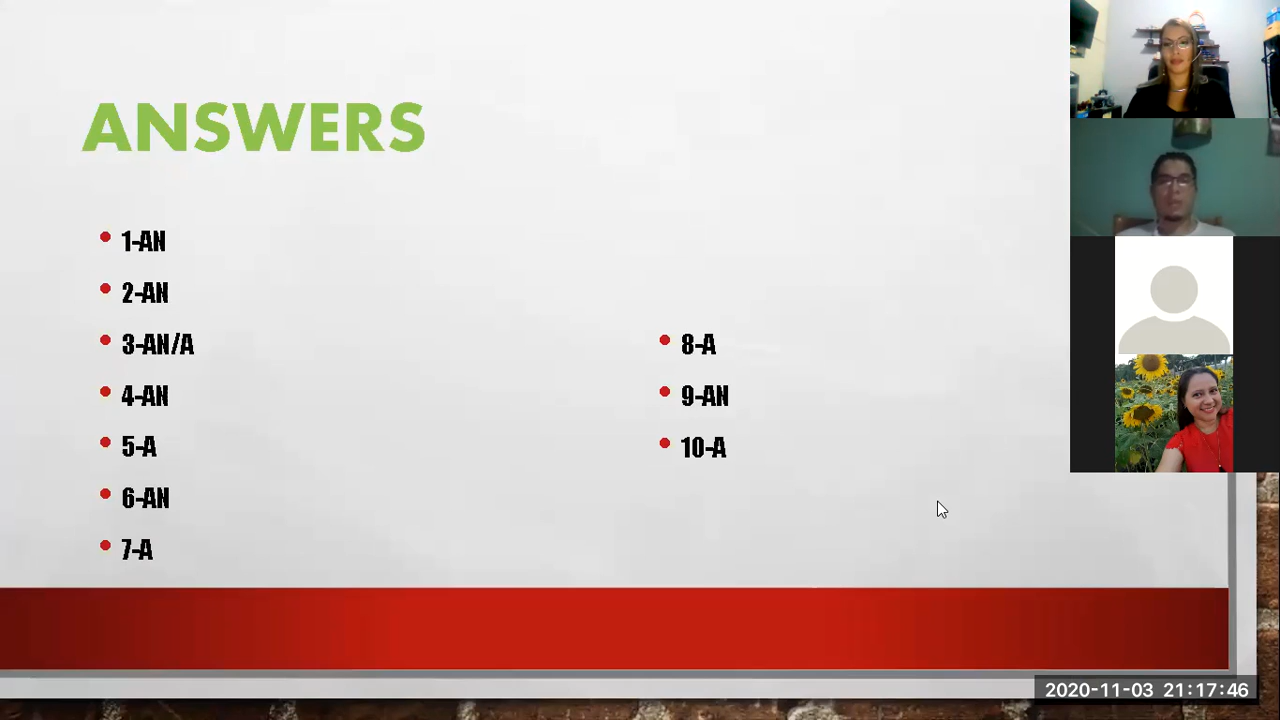 ANSWERS
1-AN
2-AN
3-AN/A
4-AN
5-A
6-AN
7-A
8-A
9-AN
10-A
2020-11-03 21:17:46